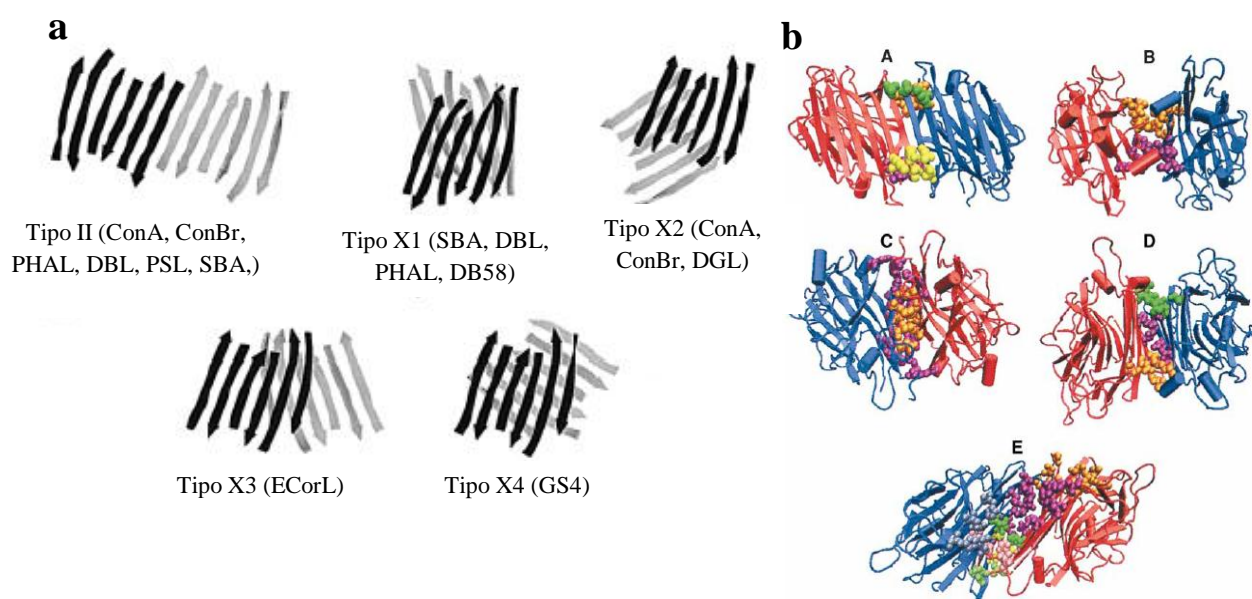 a
Tipo II (ConA, ConBr,
PHAL, DBL, PSL, SBA,)
Tipo X1 (SBA, DBL,
PHAL, DB58)
Tipo X2 (ConA,
ConBr, DGL)
Tipo X3 (ECorL)
Tipo X4 (GS4)
b
A
B
C
D
E